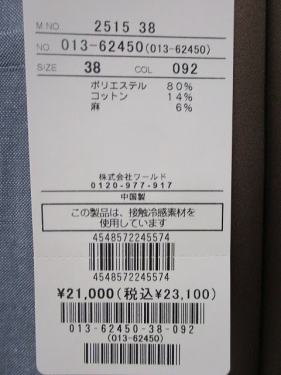 M NO 2515 38
NO. 013-62450(013-62450)
SIZE 38 COL 092
ポリエステル 80%
コットン 14%
麻 6%
株式会社ワールド
0120-977-917
中国製
この製品は、接触冷感素材を
使用しています
4548572245574
4548572245574
¥21,000(税込¥23,100)
013-62450-38-092
(013-62450)